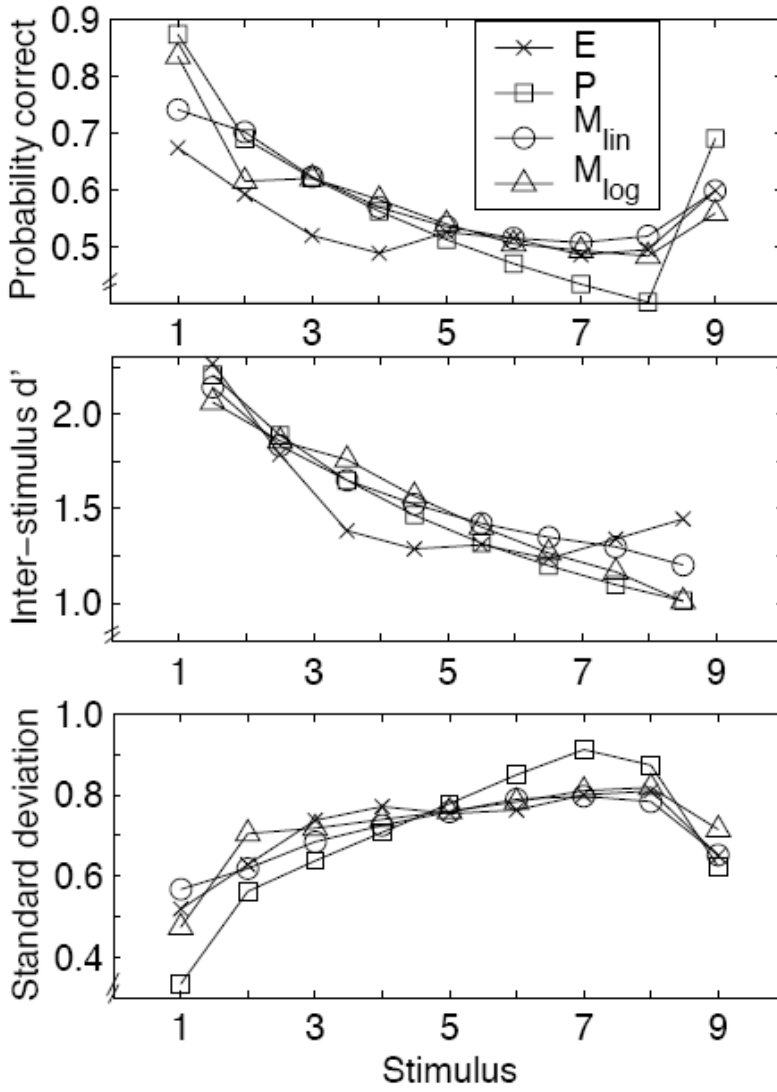 Probability correct
0.9
0.8
0.7
0.6
0.5
E
P
M_lin
M_log
1 3 5 7 9
Inter−stimulus d’
2.0
1.5
1.0
1 3 5 7 9
Standard deviation
1.0
0.8
0.6
0.4
1 3 5 7 9
Stimulus